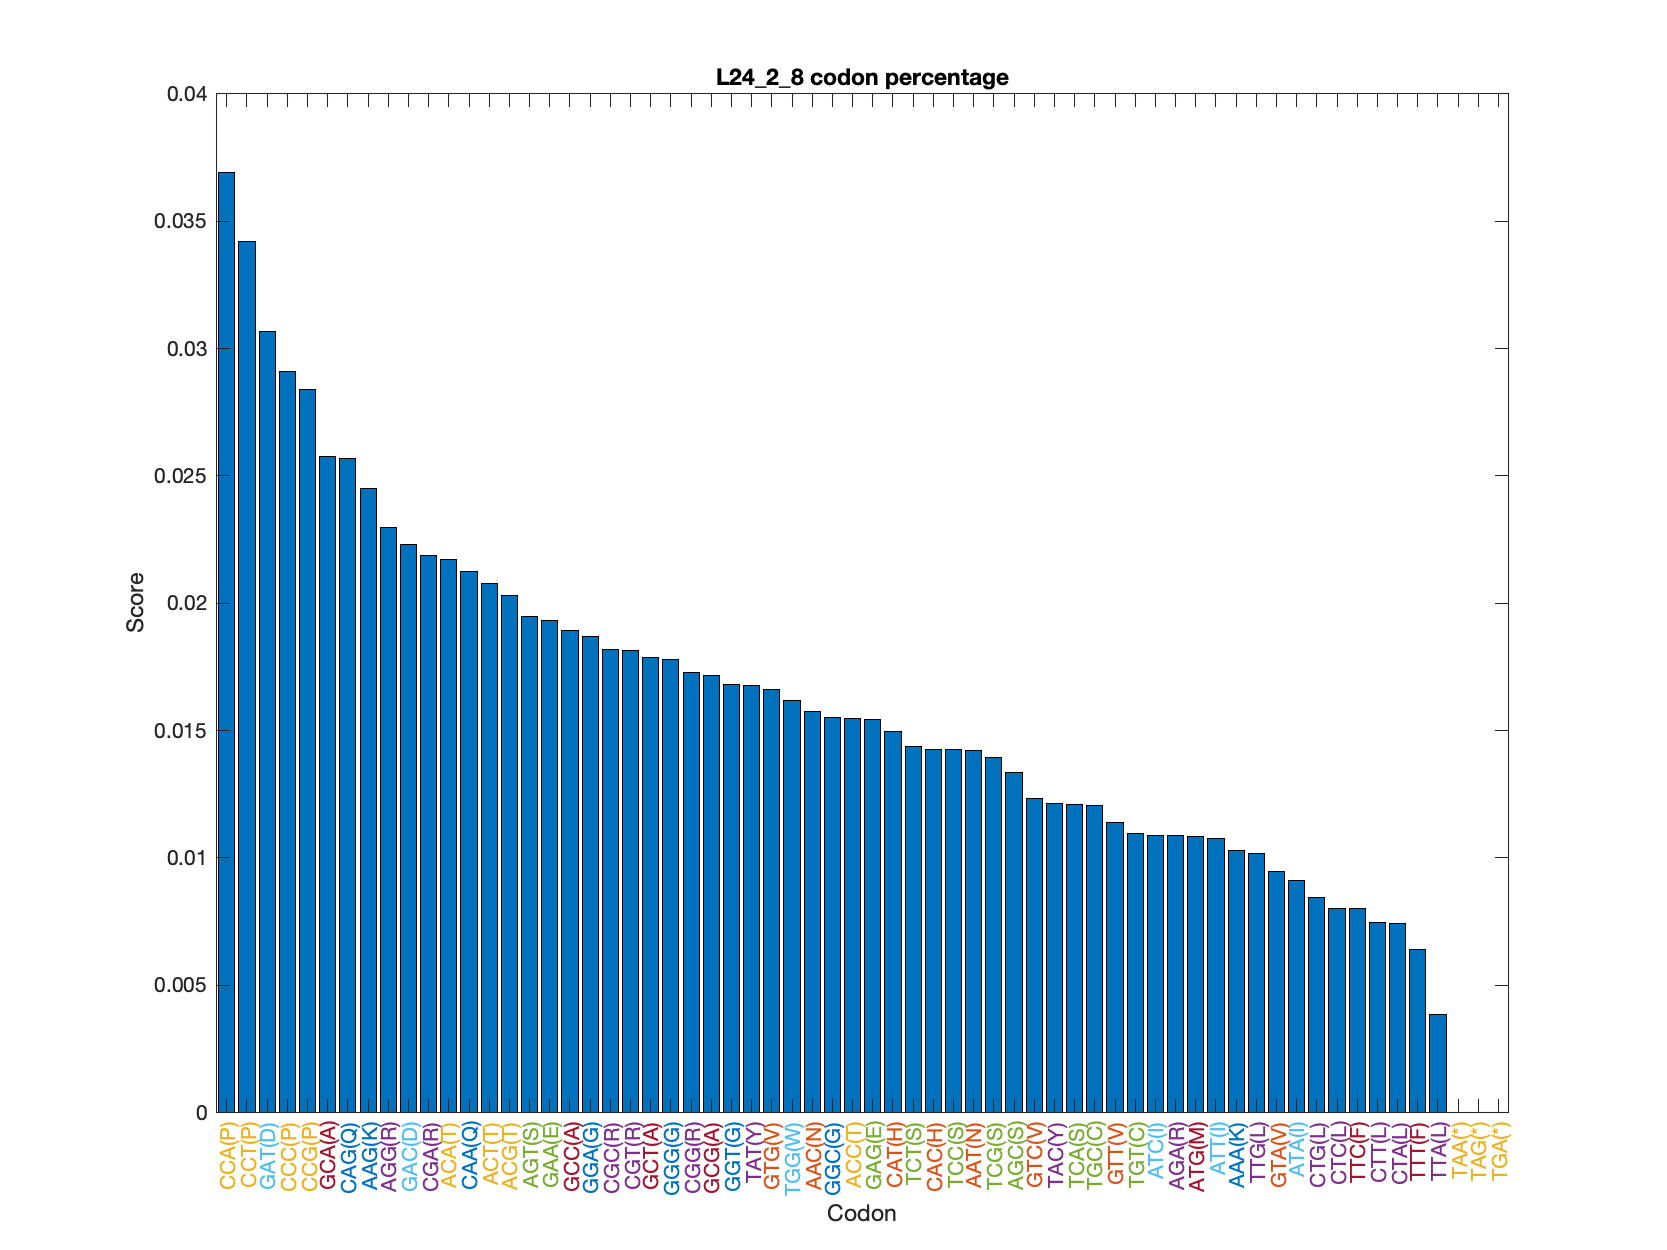 L24_2_8 codon percentage
0.04
0.035
0.03
0.025
0.02
0.015
0.01
0.005
0
Score
CCA(P)
CCT(P)
GAT(D)
CCC(P)
CCG(P)
GCA(A)
CAG(Q)
AAG(K)
AGG(R)
GAC(D)
CGA(R)
ACA(T)
CAA(Q)
ACT(T)
ACG(T)
AGT(S)
GAA(E)
GCC(A)
GGA(G)
CGC(R)
CGT(R)
GCT(A)
GGG(G)
CGG(R)
GCG(A)
GGT(G)
TAT(Y)
GTG(V)
TGG(W)
AAC(N)
GGC(G)
ACC(T)
GAG(E)
CAT(H)
TCT(S)
CAC(H)
TCC(S)
AAT(N)
TCG(S)
AGC(S)
GTC(V)
TAC(Y)
TCA(S)
TGC(C)
GTT(V)
TGT(C)
ATC(I)
AGA(R)
ATG(M)
ATT(I)
AAA(K)
TTG(L)
GTA(V)
ATA(I)
CTG(L)
CTC(L)
TTC(F)
CTT(L)
CTA(L)
TTT(F)
TTA(L)
TAA(*)
TAG(*)
TGA(*)
Codon